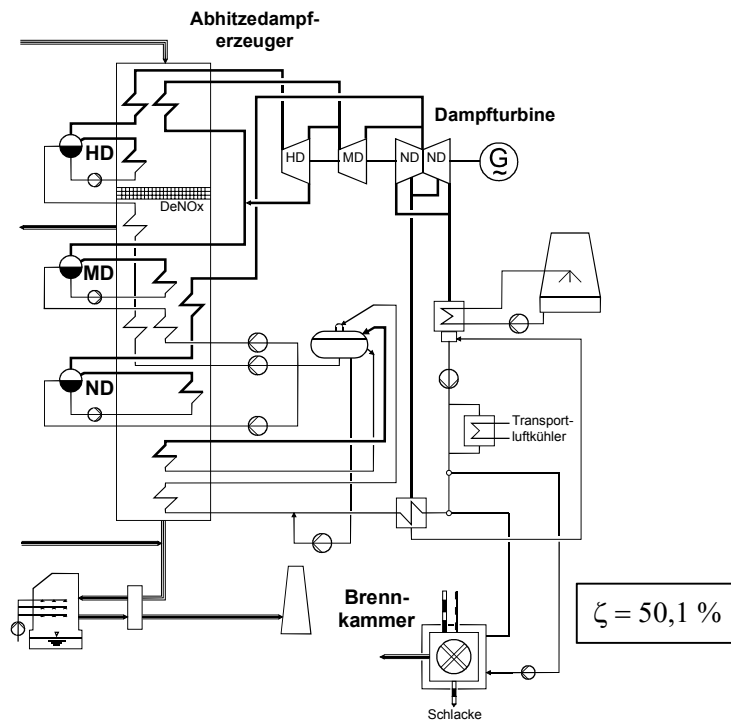 Abhitzedampf-
erzeuger
Dampfturbine
HD
HD
MD
ND
ND
G
~
DeNOx
MD
ND
Transport-
luftkühler
Brenn-
kammer
ζ = 50,1 %
Schlacke